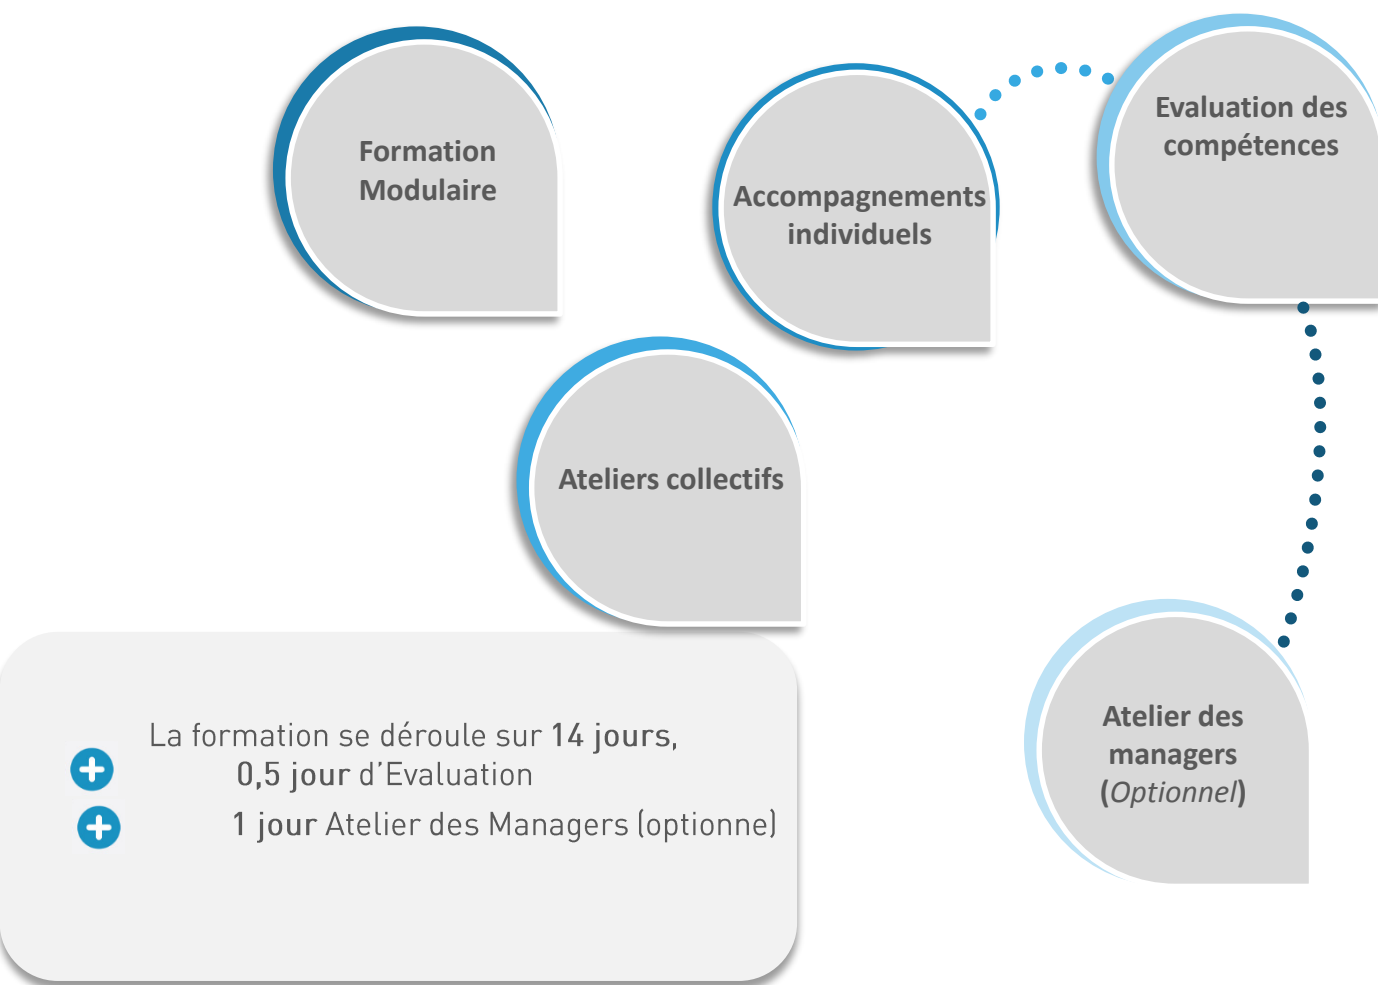 Formation
Modulaire
Accompagnements
individuels
Evaluation des
compétences
Ateliers collectifs
La formation se déroule sur 14 jours,
0,5 jour d’Evaluation
1 jour Atelier des Managers (optionne)
Atelier des
managers
(Optionnel)